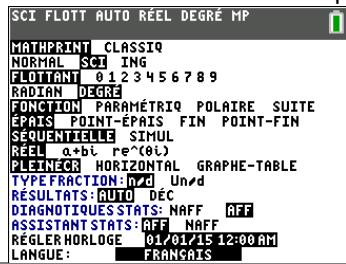 SCI FLOTT AUTO RÉEL DEGRÉ MP
MATHPRINT CLASSIQ
NORMAL SCI ING
FLOTTANT 0 1 2 3 4 5 6 7 8 9
RADIAN DEGRÉ
FONCTION PARAMÉTRIQ POLAIRE SUITE
ÉPAIS POINT-ÉPAIS FIN POINT-FIN
SÉQUENTIELLE SIMUL
RÉEL a+bi re^(θi)
PLEINÉCR HORIZONTAL GRAPHE-TABLE
TYPE FRACTION: n/d Un/d
RÉSULTATS: AUTO DÉC
DIAGNOTIQUES STATS: NAFF AFF
ASSISTANT STATS: AFF NAFF
RÉGLER HORLOGE 01/01/15 12:00 AM
LANGUE: FRANÇAIS